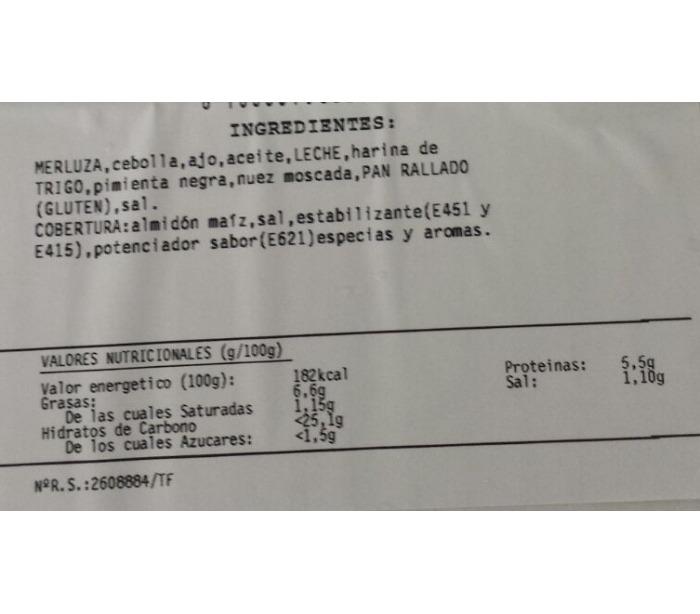 INGREDIENTES:
MERLUZA,cebolla,ajo,aceite,LECHE,harina de
TRIGO,pimienta negra,nuez moscada,PAN RALLADO
(GLUTEN),sal.
COBERTURA:almidón maíz,sal,estabilizante(E451 y
E415),potenciador sabor(E621)especias y aromas.
VALORES NUTRICIONALES (g/100g)
Valor energetico (100g): 182kcal
Grasas: 6,6g
De las cuales Saturadas 1,15g
Hidratos de Carbono <25,1g
De los cuales Azucares: <1,5g
Proteinas: 5,5g
Sal: 1,10g
NºR.S.:2608884/TF